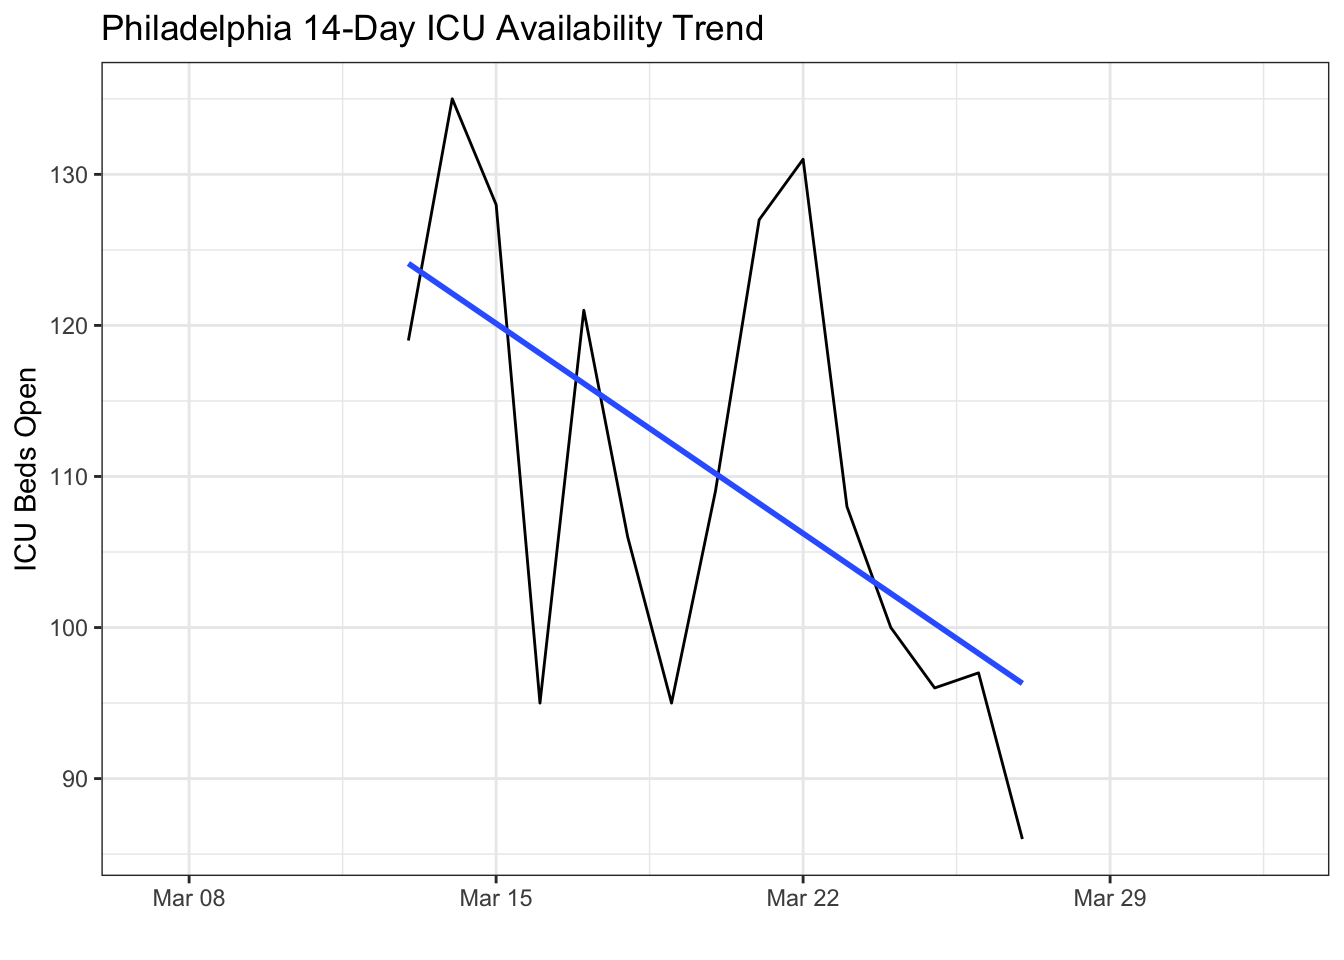 Philadelphia 14-Day ICU Availability Trend
ICU Beds Open
130
120
110
100
90
Mar 08
Mar 15
Mar 22
Mar 29